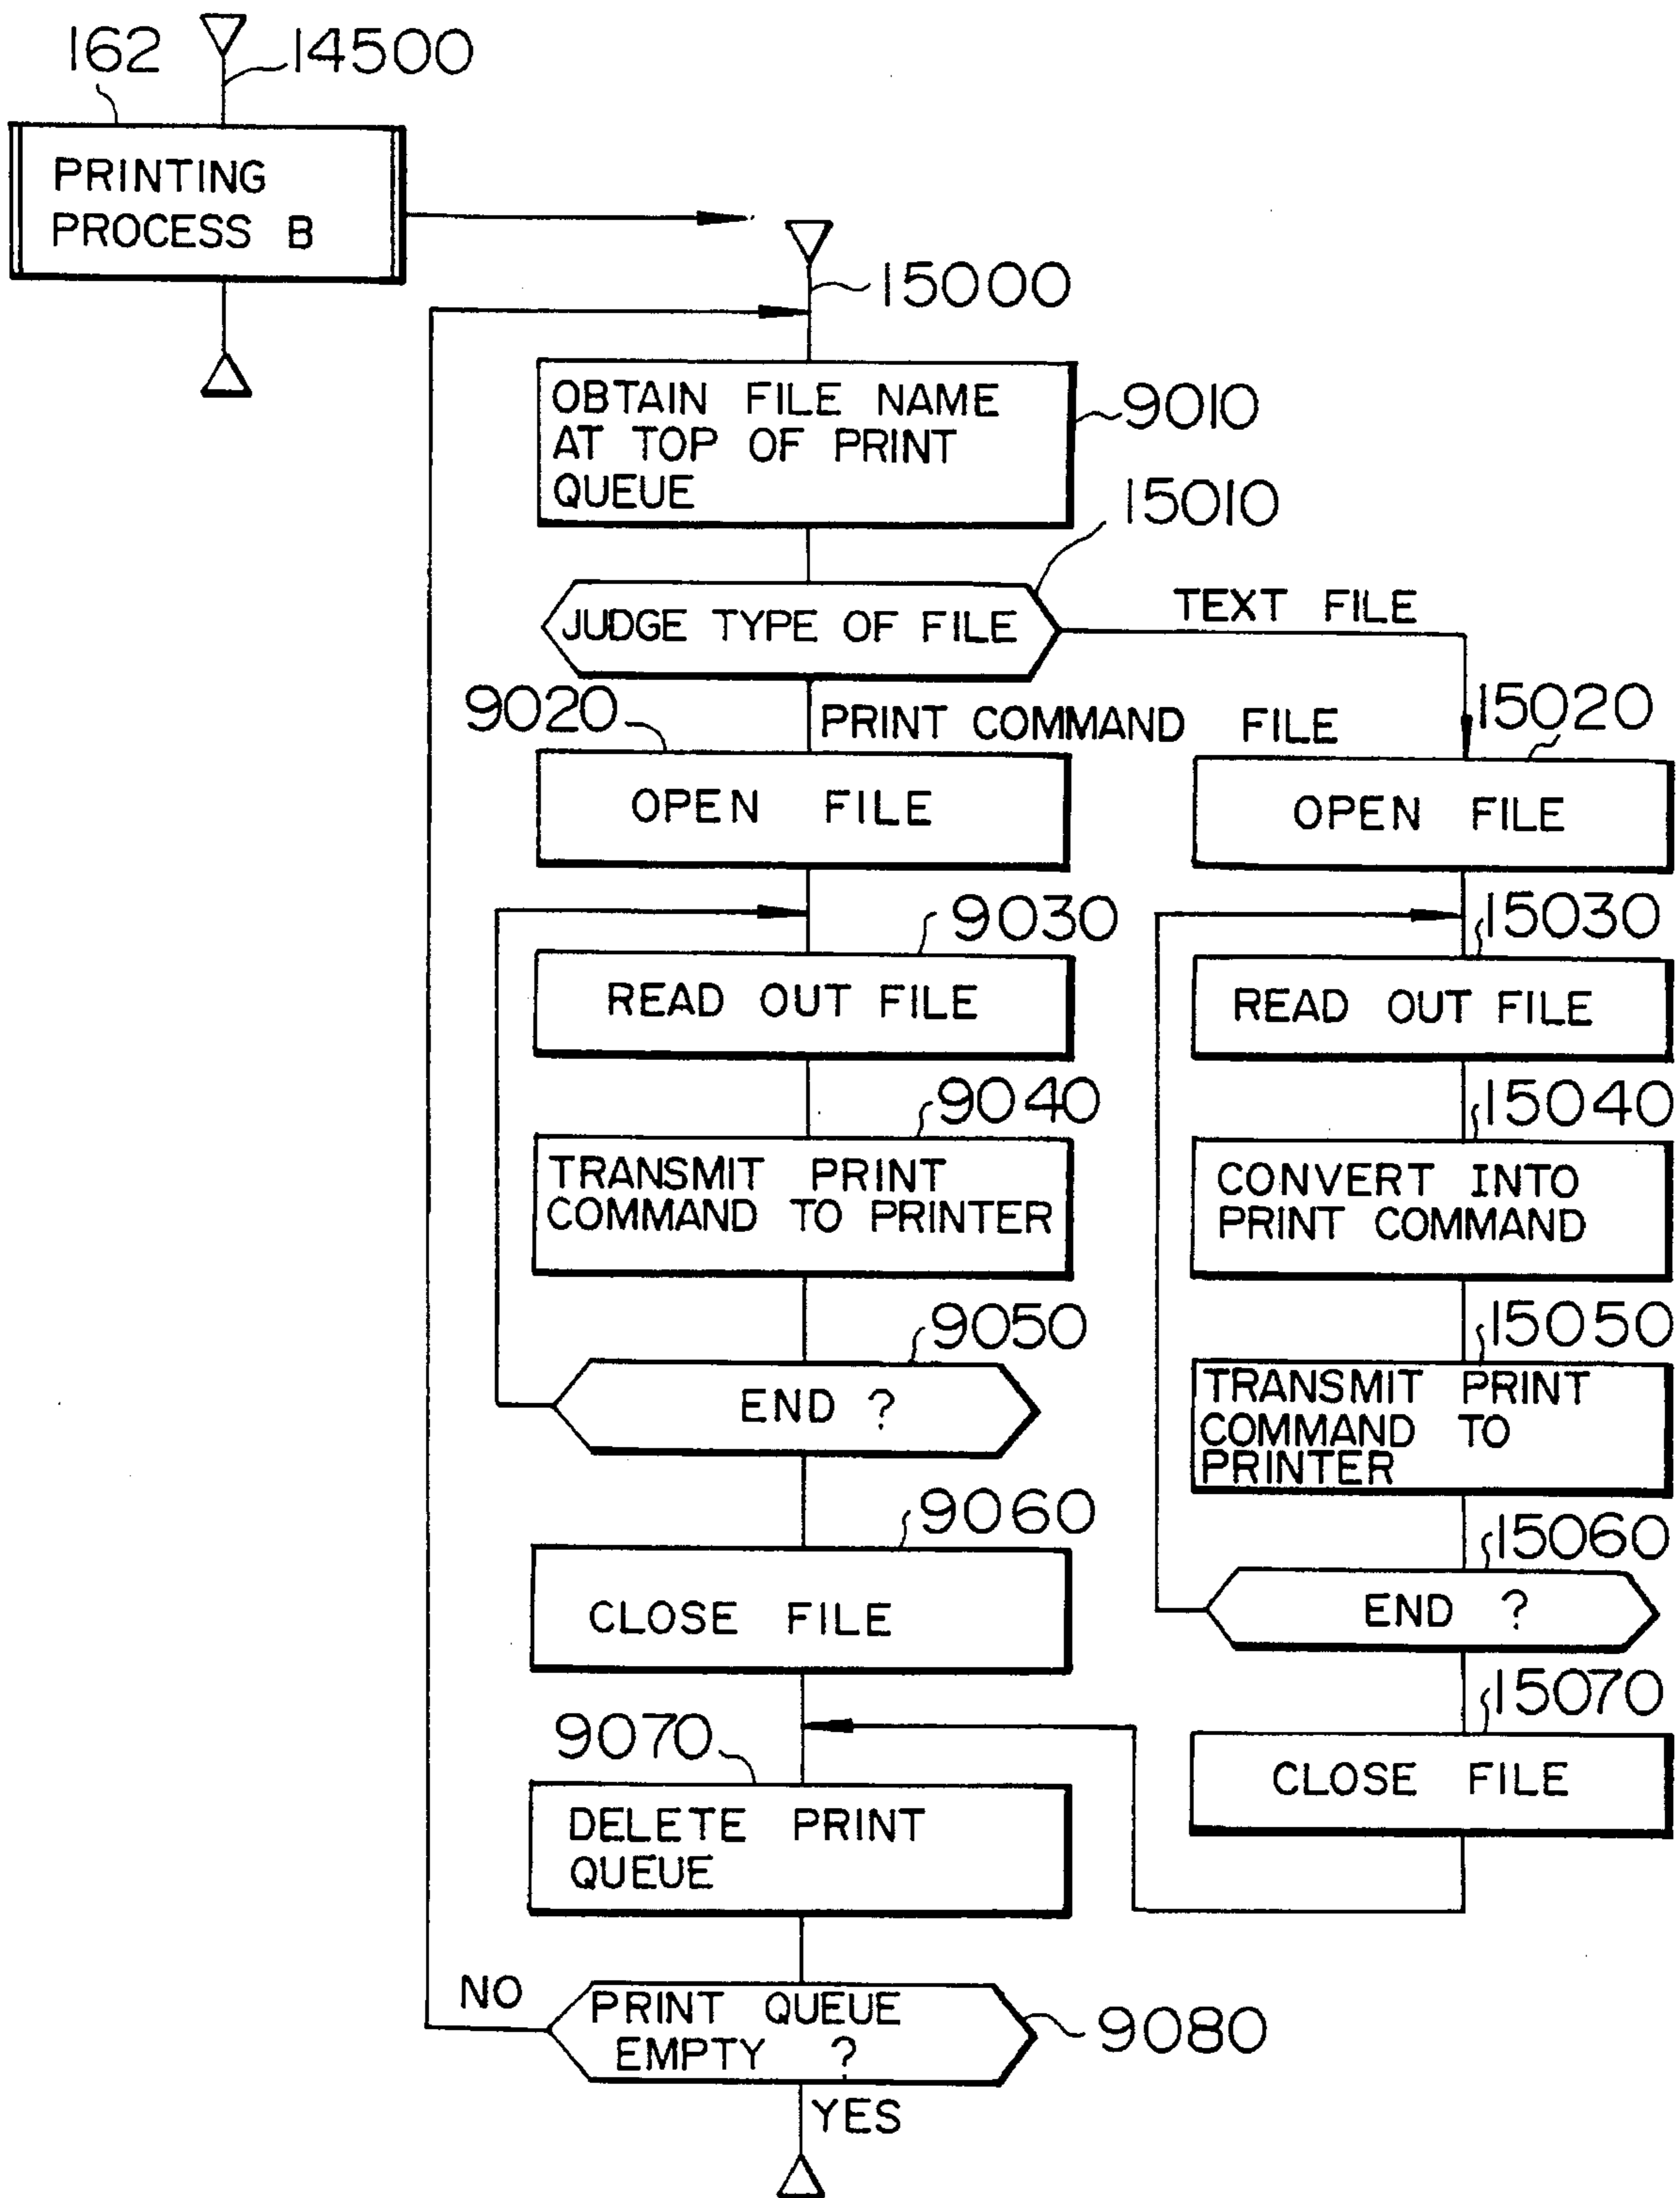 162
14500
PRINTING
PROCESS B
15000
OBTAIN FILE NAME
AT TOP OF PRINT
QUEUE
9010
15010
JUDGE TYPE OF FILE
TEXT FILE
9020
PRINT COMMAND FILE
15020
OPEN FILE
OPEN FILE
9030
15030
READ OUT FILE
READ OUT FILE
9040
15040
TRANSMIT PRINT
COMMAND TO PRINTER
CONVERT INTO
PRINT COMMAND
9050
15050
END ?
TRANSMIT PRINT
COMMAND TO
PRINTER
9060
15060
CLOSE FILE
END ?
9070
15070
DELETE PRINT
QUEUE
CLOSE FILE
NO
PRINT QUEUE
EMPTY ?
9080
YES